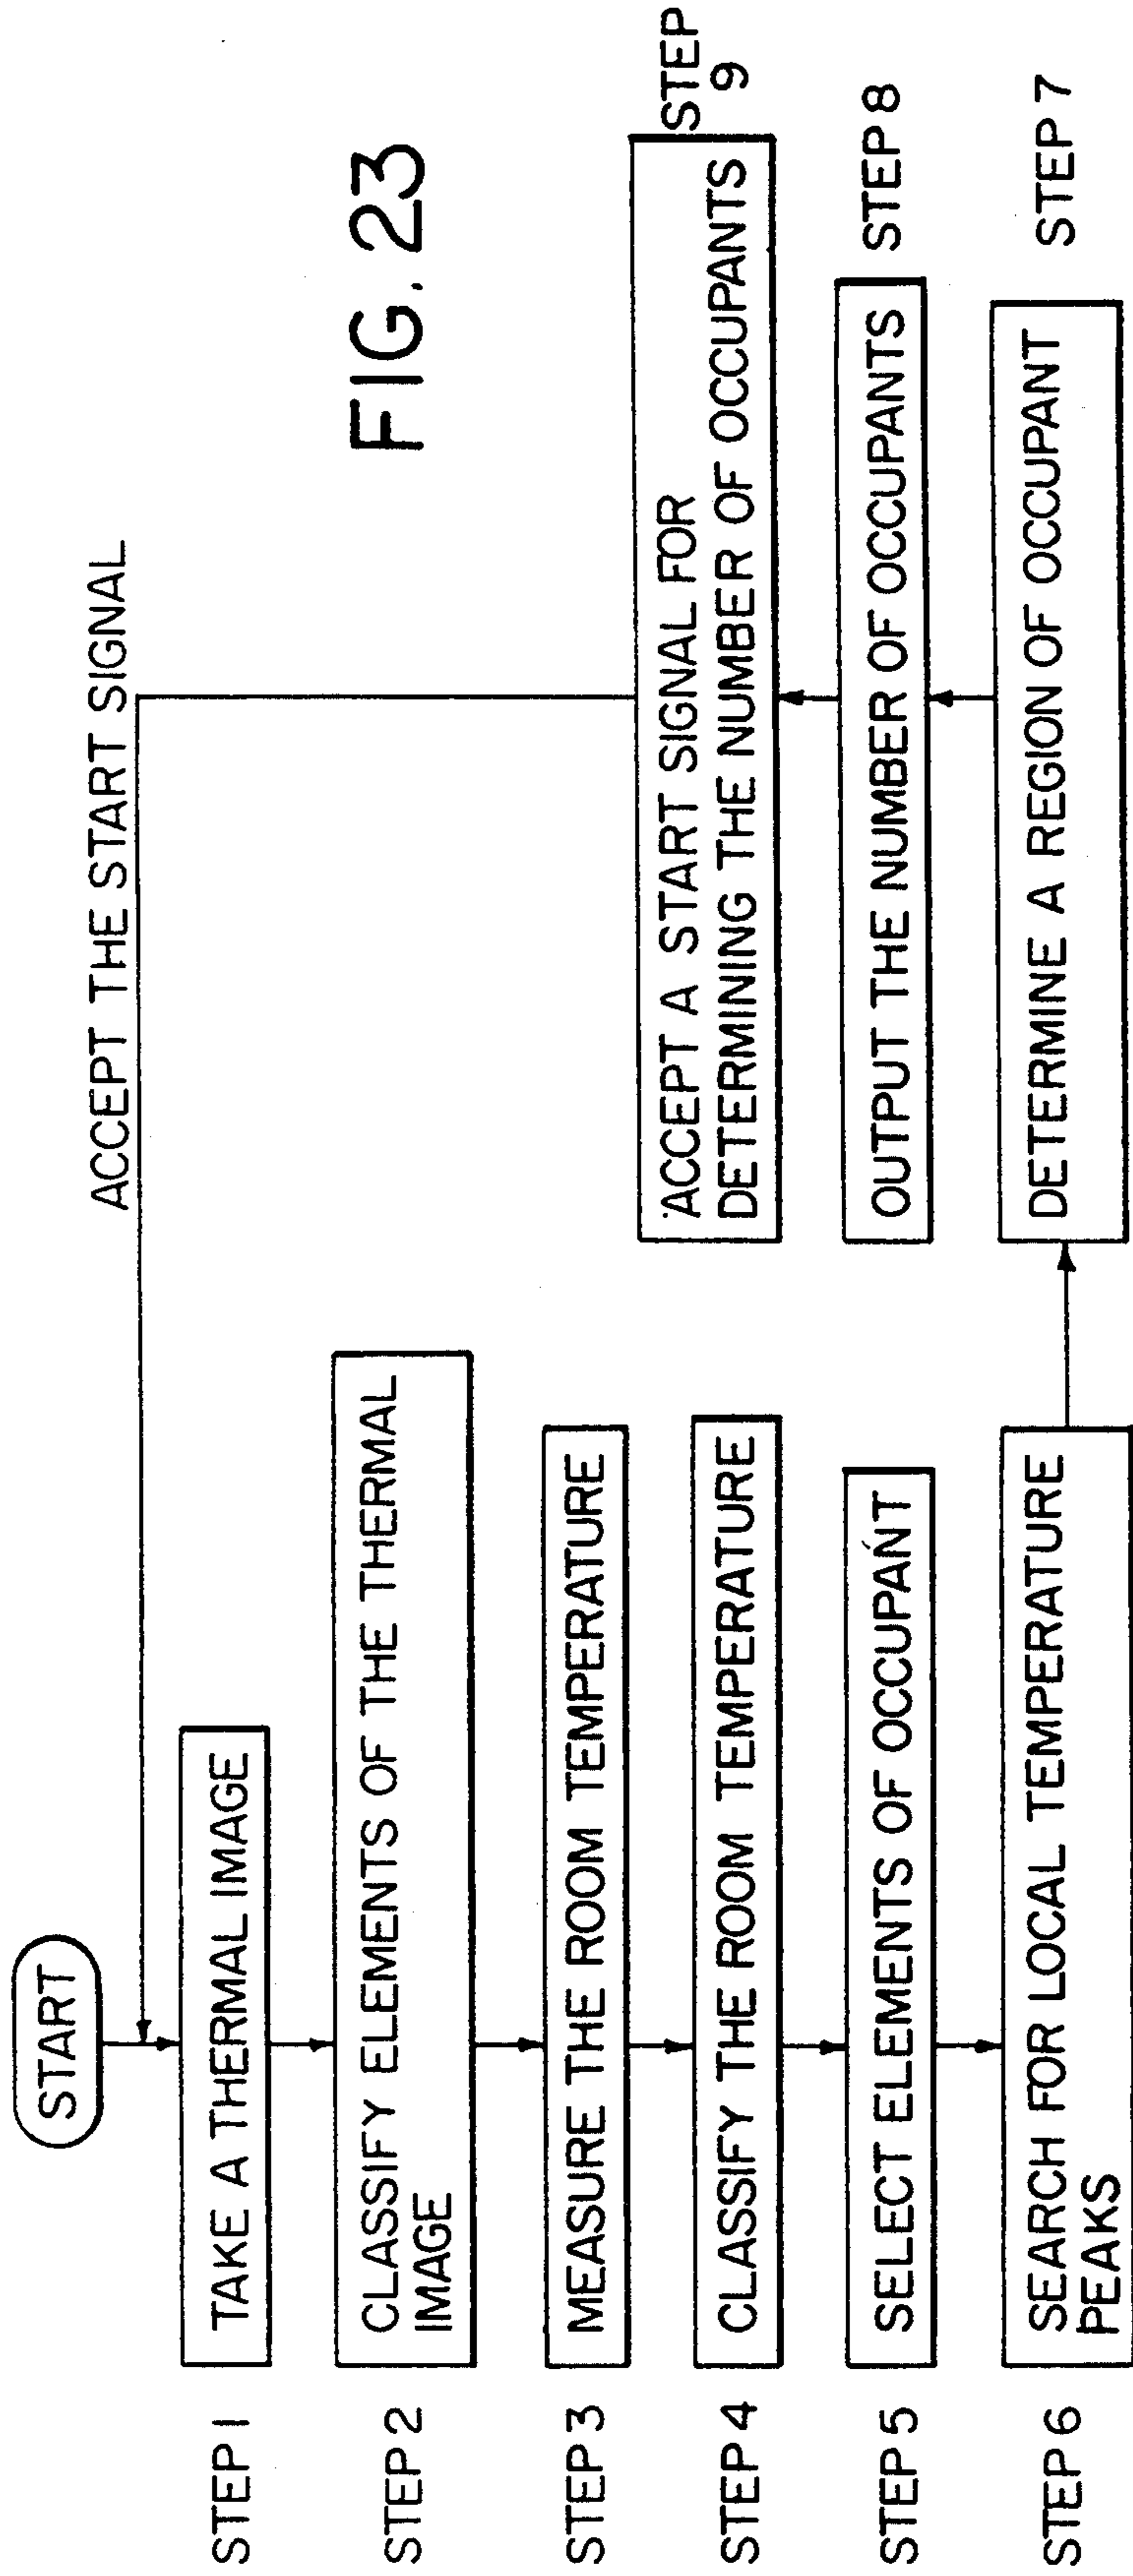 FIG. 23
START
ACCEPT THE START SIGNAL
STEP 1
TAKE A THERMAL IMAGE
STEP 2
CLASSIFY ELEMENTS OF THE THERMAL
IMAGE
STEP 3
MEASURE THE ROOM TEMPERATURE
STEP 4
CLASSIFY THE ROOM TEMPERATURE
STEP 5
SELECT ELEMENTS OF OCCUPANT
STEP 6
SEARCH FOR LOCAL TEMPERATURE
PEAKS
DETERMINE A REGION OF OCCUPANT
STEP 7
OUTPUT THE NUMBER OF OCCUPANTS
STEP 8
ACCEPT A START SIGNAL FOR
DETERMINING THE NUMBER OF OCCUPANTS
STEP
9